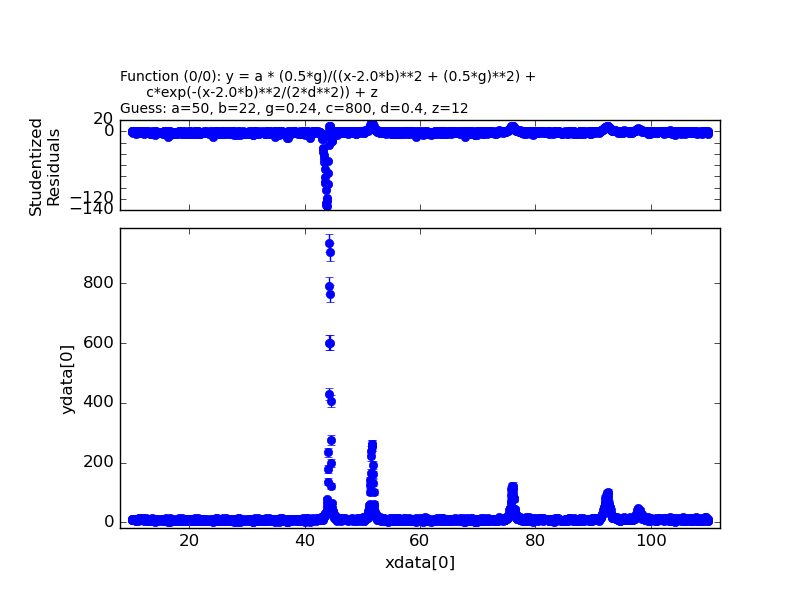 Function (0/0): y = a * (0.5*g)/((x-2.0*b)**2 + (0.5*g)**2) +
c*exp(-(x-2.0*b)**2/(2*d**2)) + z
Guess: a=50, b=22, g=0.24, c=800, d=0.4, z=12
Studentized
Residuals
20
0
−120
−140
ydata[0]
800
600
400
200
0
20
40
60
80
100
xdata[0]